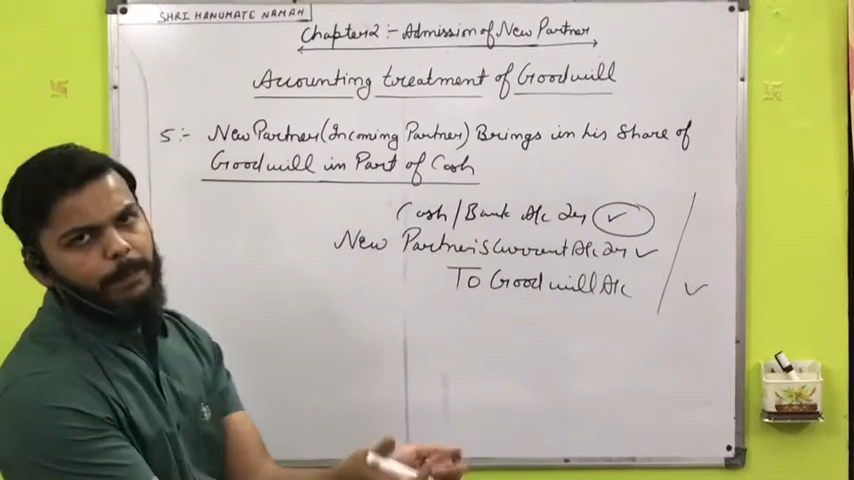 SHRI HANUMATE NAMAH
Chapter 2 :- Admission of New Partner
Accounting treatment of Goodwill
5:- New Partner (Incoming Partner) Brings in his Share of
Goodwill in Part of Cash
Cash/Bank A/c Dr
New Partner's Current A/c Dr
To Goodwill A/c